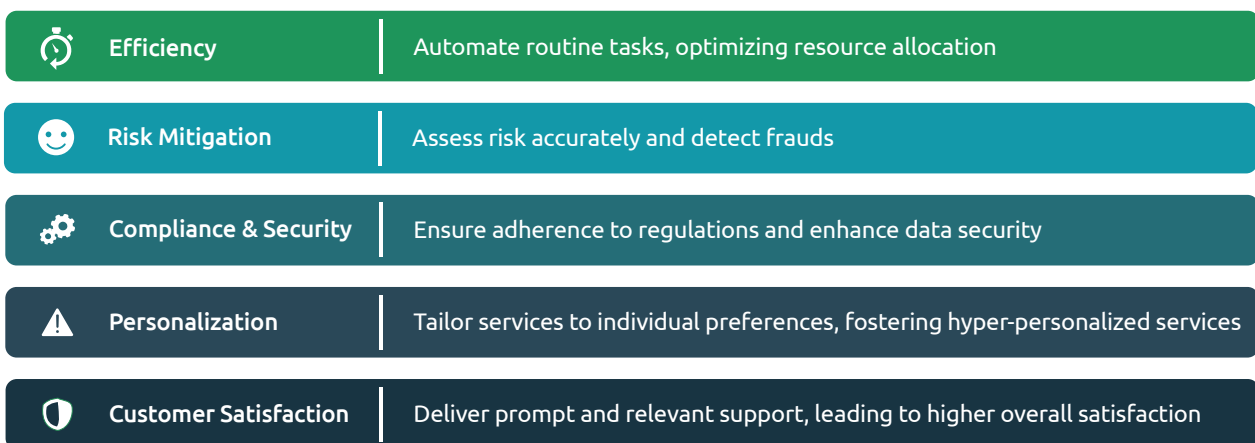 Efficiency
Automate routine tasks, optimizing resource allocation
Risk Mitigation
Assess risk accurately and detect frauds
Compliance & Security
Ensure adherence to regulations and enhance data security
Personalization
Tailor services to individual preferences, fostering hyper-personalized services
Customer Satisfaction
Deliver prompt and relevant support, leading to higher overall satisfaction